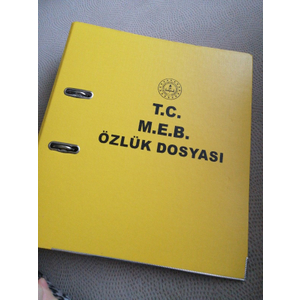 T.C.
M.E.B.
ÖZLÜK DOSYASI